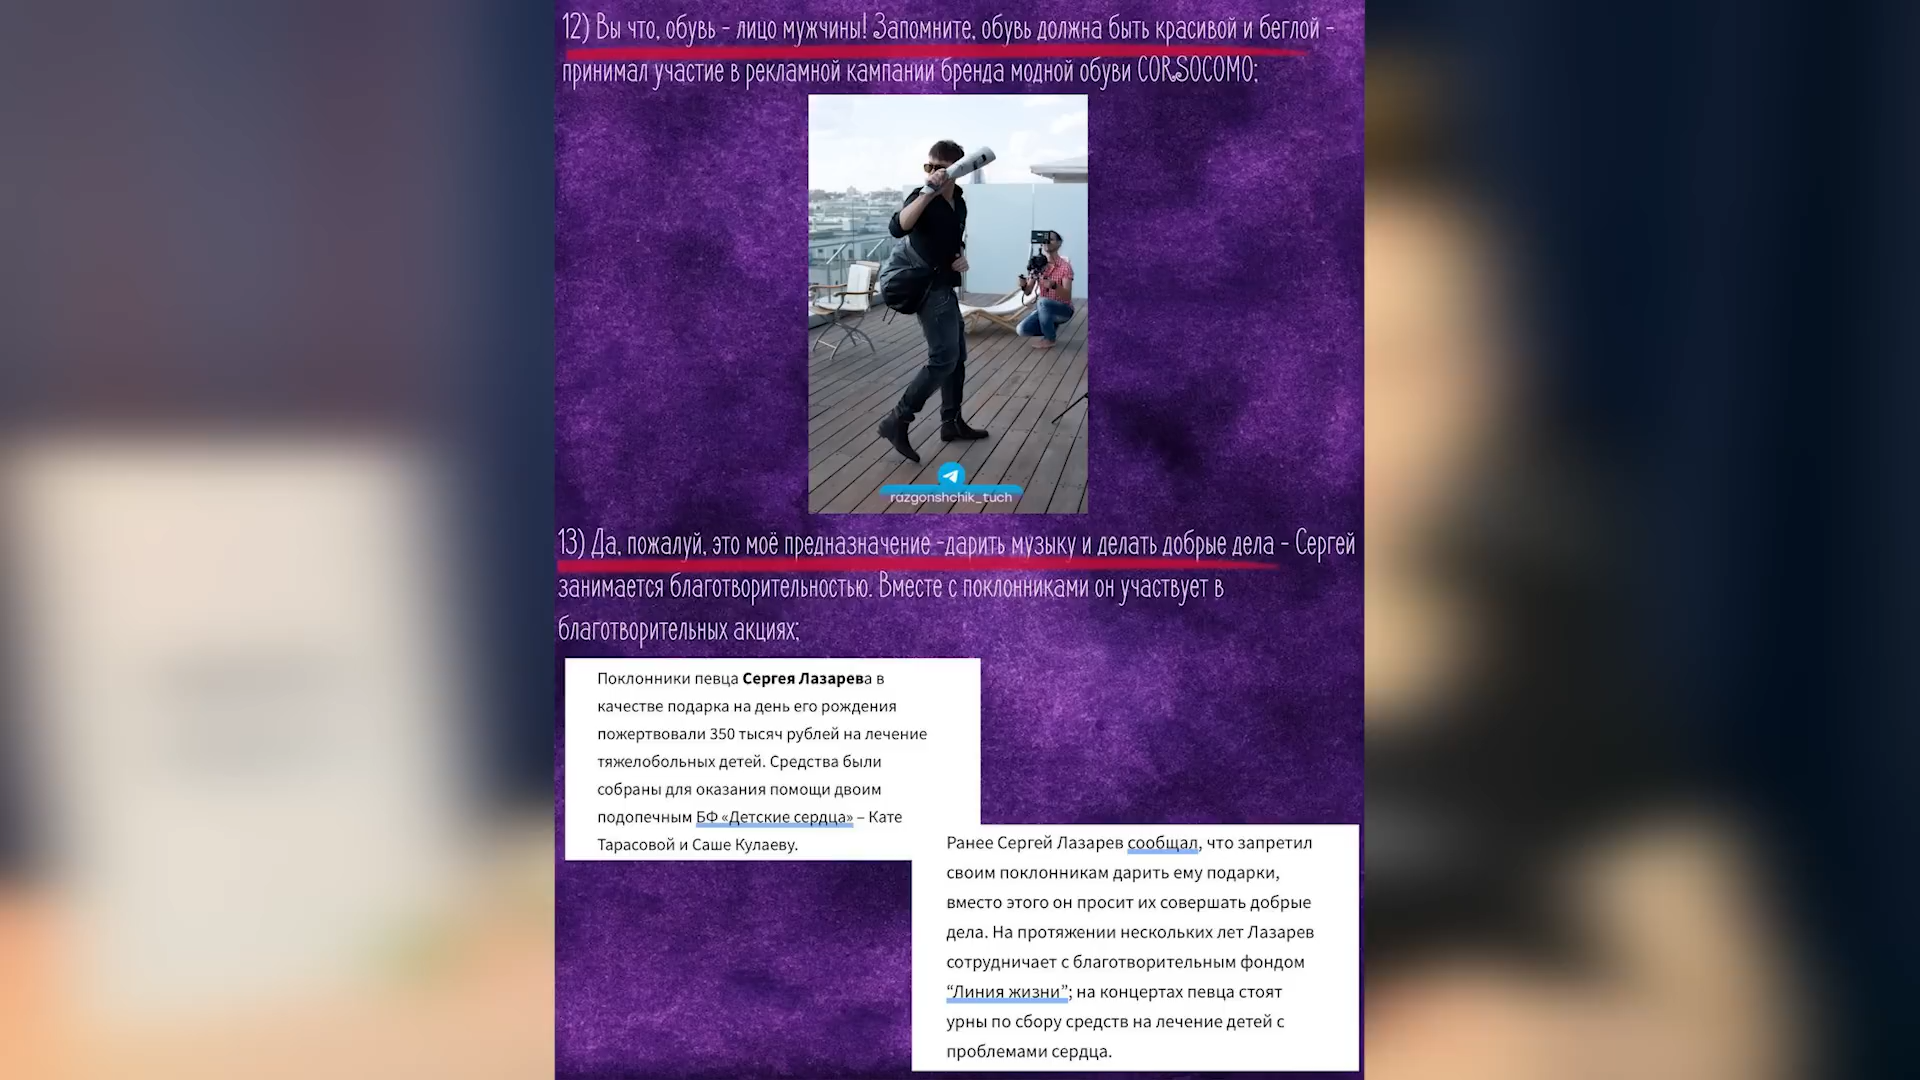 12) Вы что, обувь - лицо мужчины! Запомните, обувь должна быть красивой и беглой -
принимал участие в рекламной кампании бренда модной обуви CORSOCOMO;
razgonshchik_tuch
13) Да, пожалуй, это моё предназначение -дарить музыку и делать добрые дела - Сергей
занимается благотворительностью. Вместе с поклонниками он участвует в
благотворительных акциях;
Поклонники певца Сергея Лазарева в
качестве подарка на день его рождения
пожертвовали 350 тысяч рублей на лечение
тяжелобольных детей. Средства были
собраны для оказания помощи двоим
подопечным БФ «Детские сердца» – Кате
Тарасовой и Саше Кулаеву.
Ранее Сергей Лазарев сообщал, что запретил
своим поклонникам дарить ему подарки,
вместо этого он просит их совершать добрые
дела. На протяжении нескольких лет Лазарев
сотрудничает с благотворительным фондом
“Линия жизни”; на концертах певца стоят
урны по сбору средств на лечение детей с
проблемами сердца.